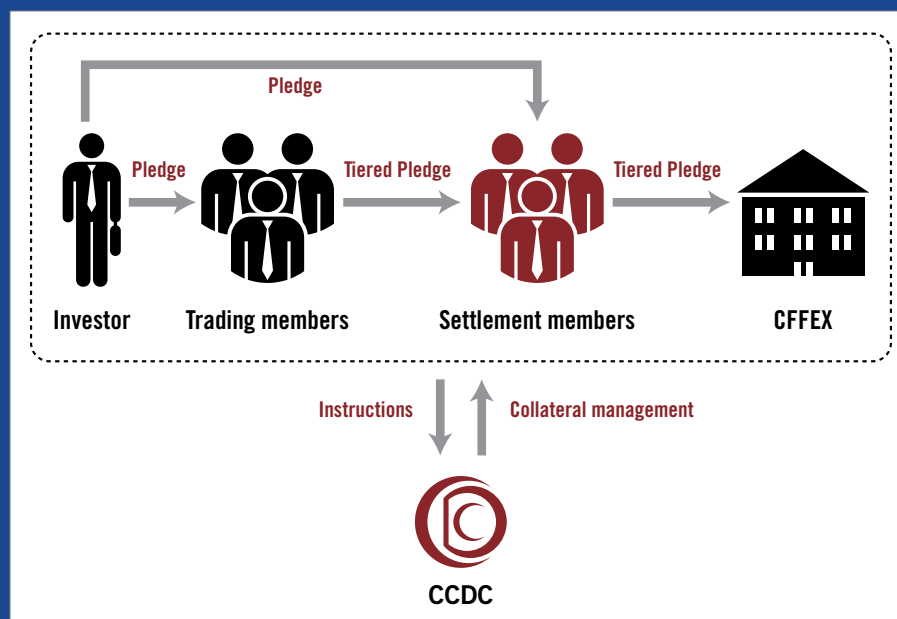 Pledge
Pledge
Tiered Pledge
Tiered Pledge
Investor
Trading members
Settlement members
CFFEX
Instructions
Collateral management
CCDC